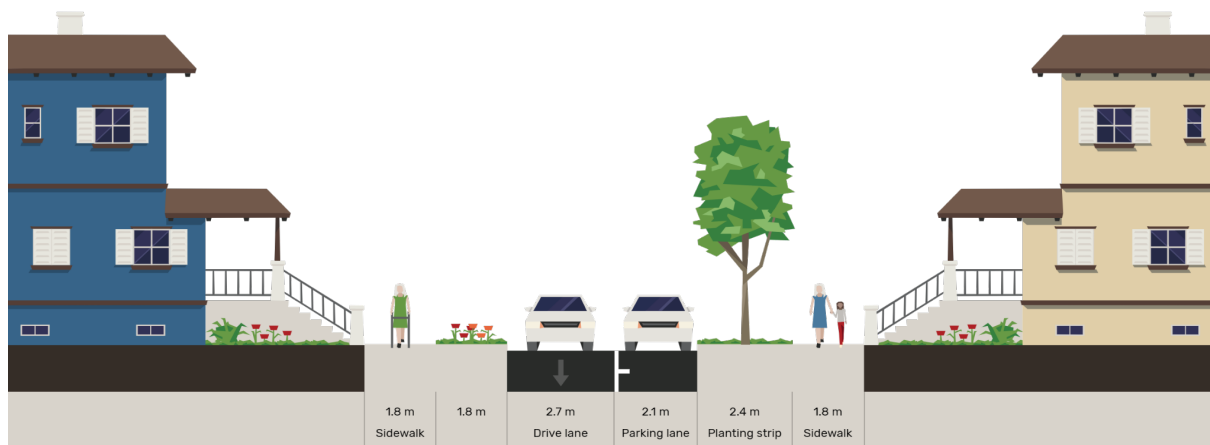 1.8 m
Sidewalk
1.8 m
2.7 m
Drive lane
2.1 m
Parking lane
2.4 m
Planting strip
1.8 m
Sidewalk